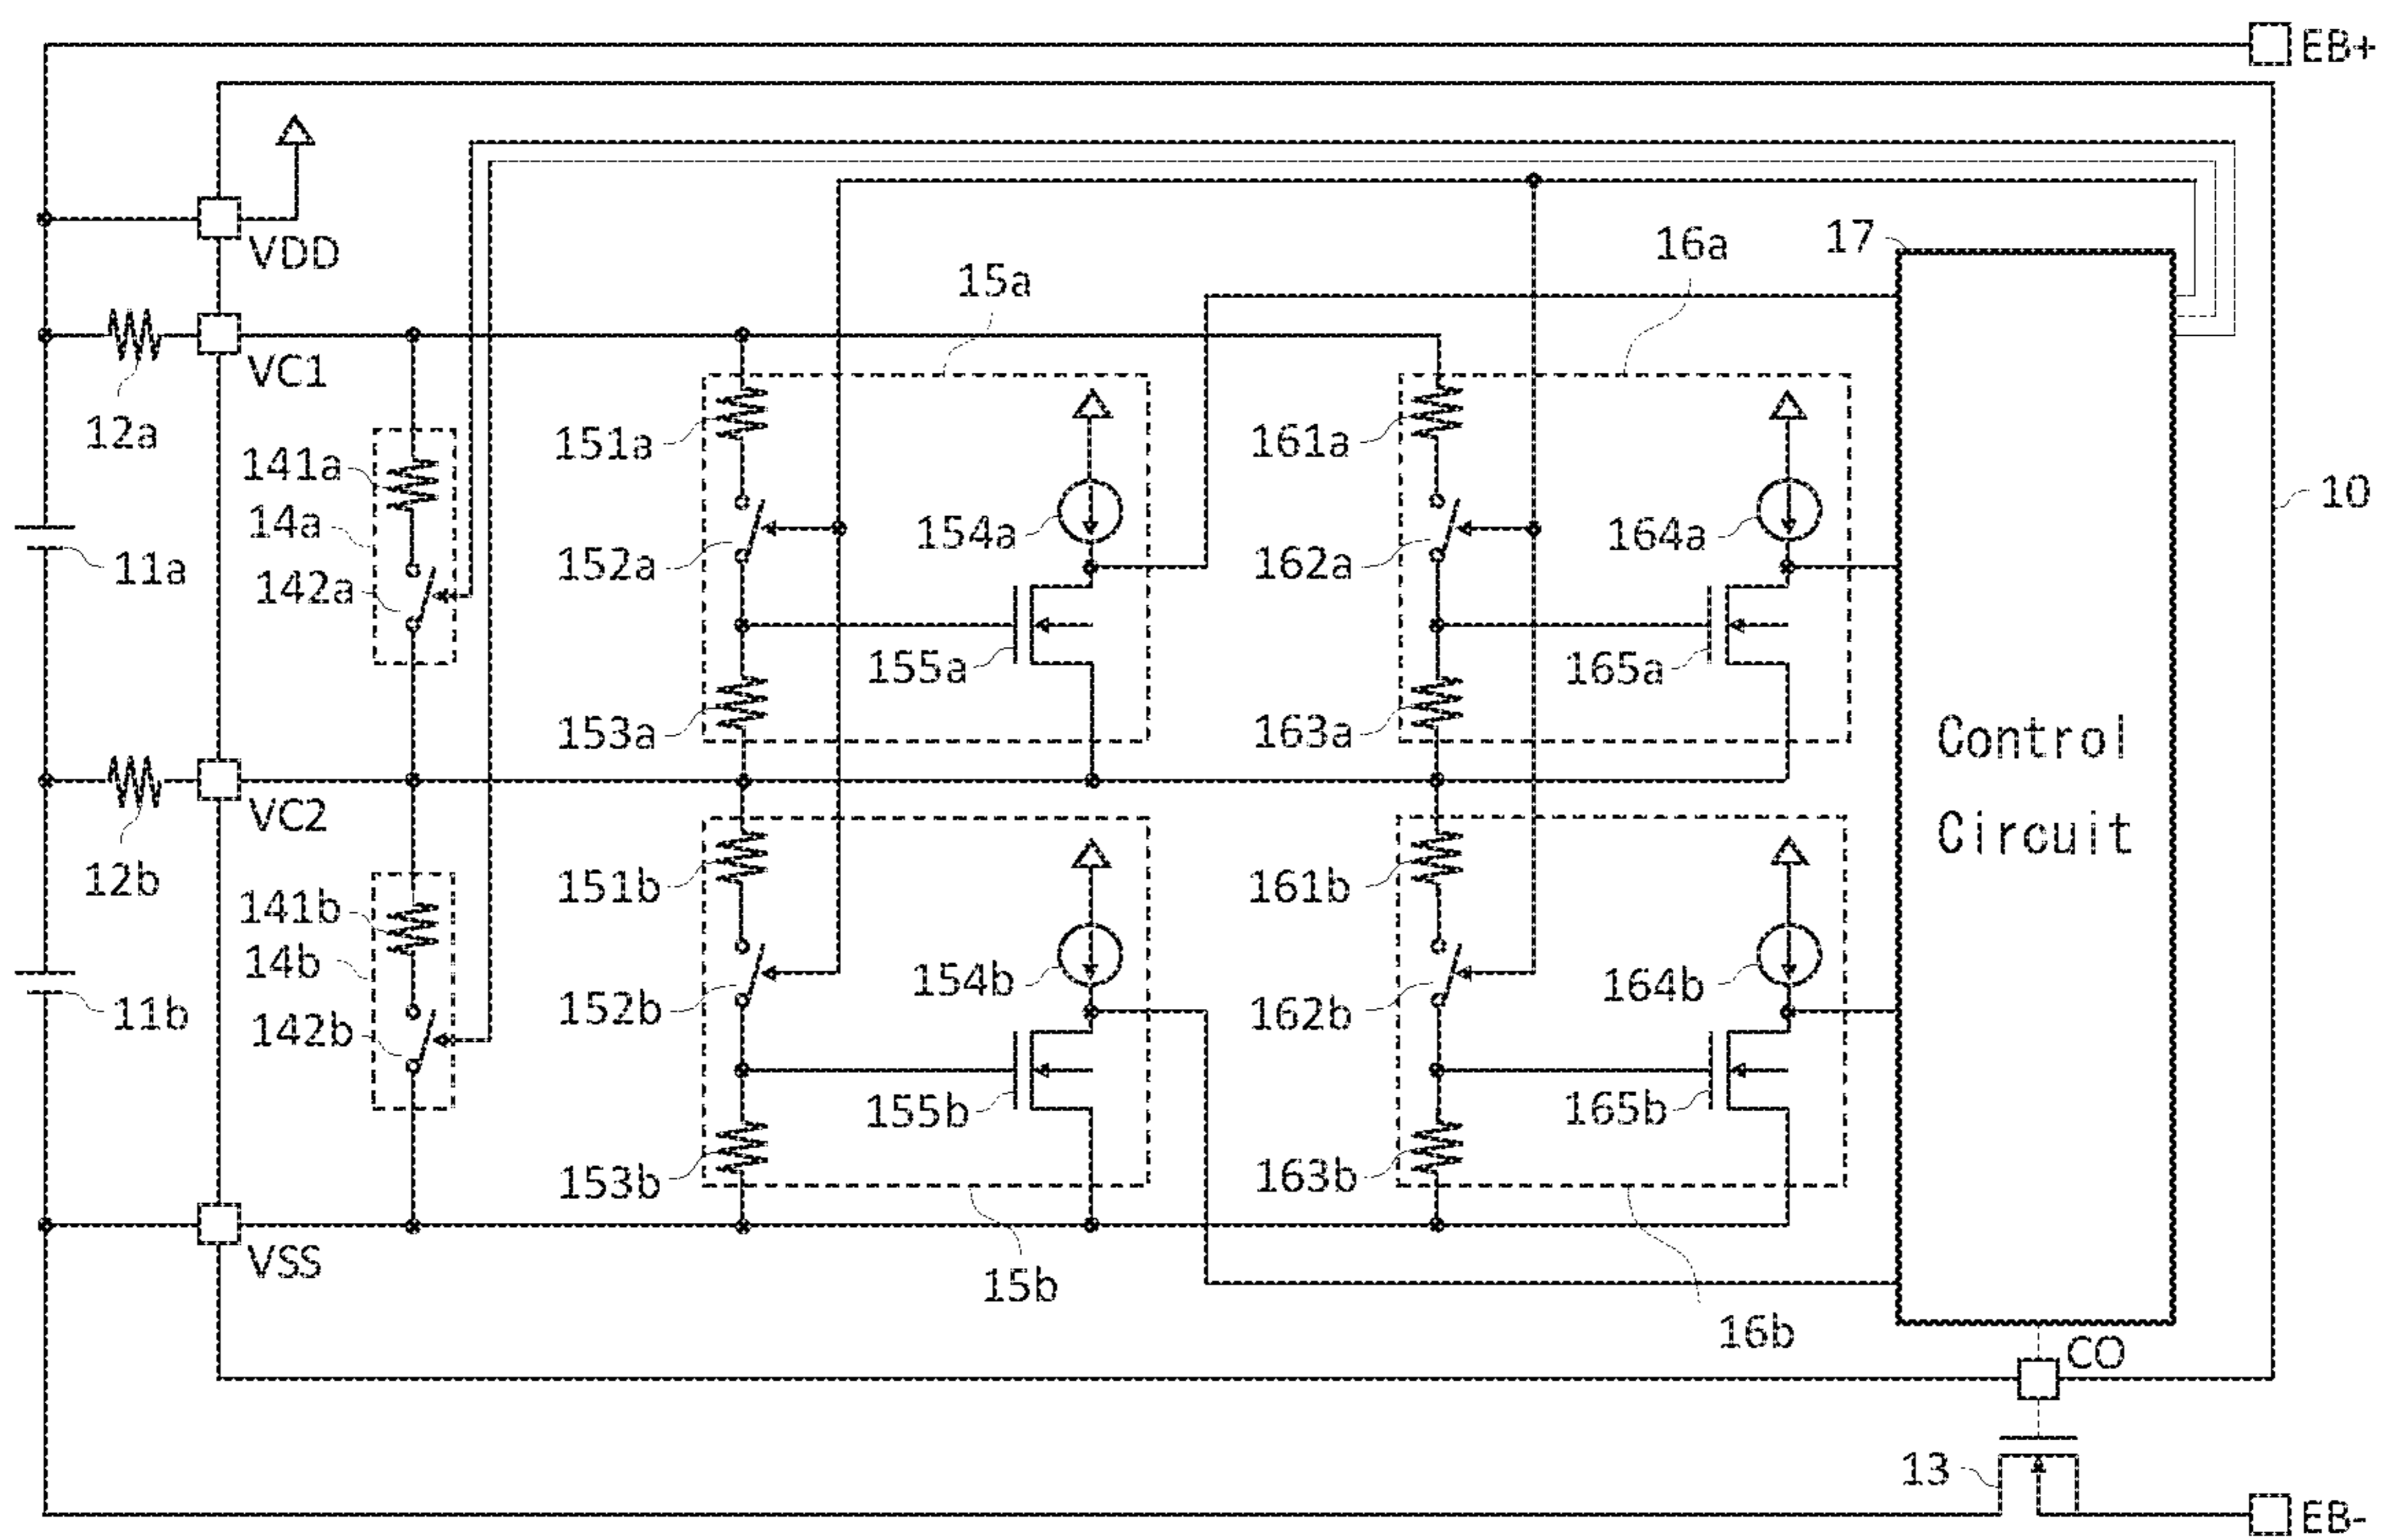 EB+
VDD
17
16a
15a
VC1
12a
151a
161a
141a
14a
154a
164a
10
11a
142a
152a
162a
155a
165a
153a
163a
Control
Circuit
VC2
12b
151b
161b
141b
14b
154b
164b
11b
142b
152b
162b
155b
165b
153b
163b
VSS
15b
16b
CO
13
EB-